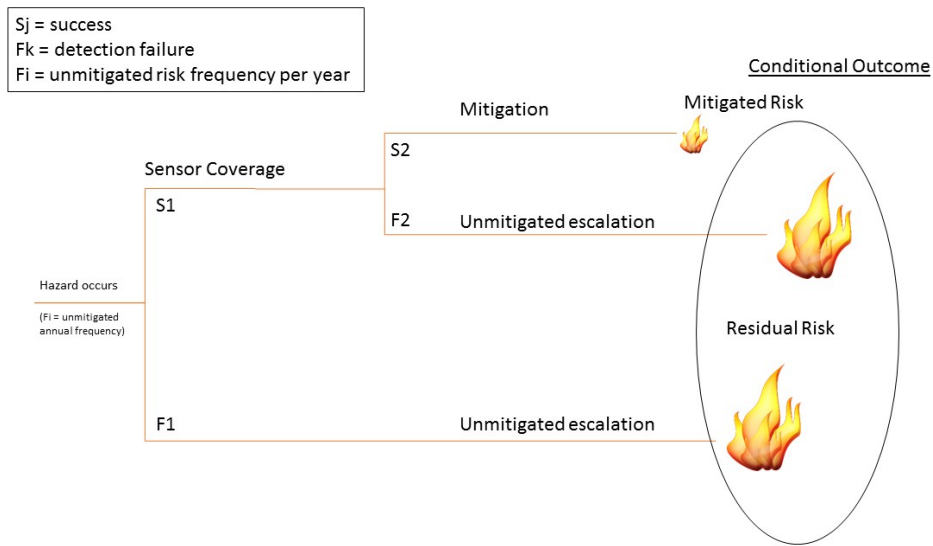 Sj = success
Fk = detection failure
Fi = unmitigated risk frequency per year
Conditional Outcome
Mitigation
Mitigated Risk
S2
Sensor Coverage
S1
F2
Unmitigated escalation
Hazard occurs
(Fi = unmitigated
annual frequency)
Residual Risk
F1
Unmitigated escalation